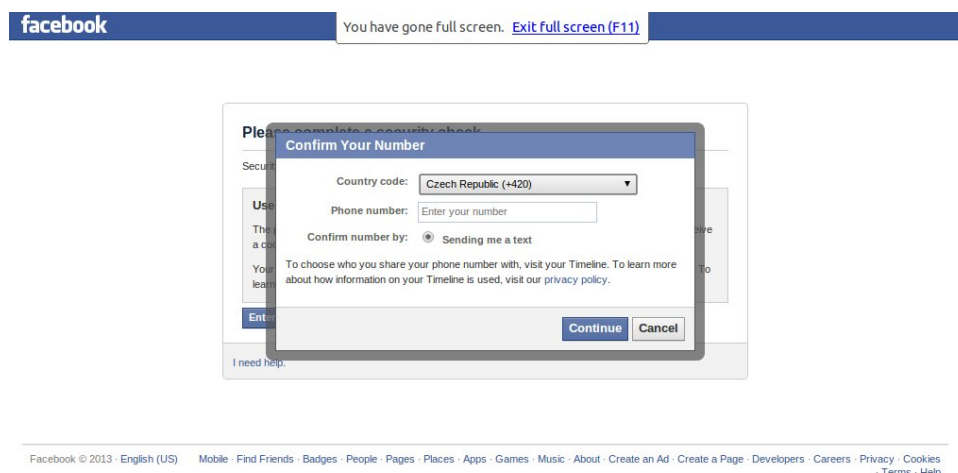 facebook
You have gone full screen. Exit full screen (F11)
Please complete a security check
Confirm Your Number
Country code: Czech Republic (+420)
Phone number: Enter your number
Confirm number by: Sending me a text
To choose who you share your phone number with, visit your Timeline. To learn more
about how information on your Timeline is used, visit our privacy policy.
Continue Cancel
I need help.
Facebook © 2013 · English (US) Mobile · Find Friends · Badges · People · Pages · Places · Apps · Games · Music · About · Create an Ad · Create a Page · Developers · Careers · Privacy · Cookies
· Terms · Help